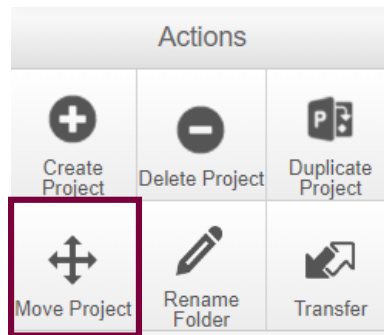 Actions
Create
Project
Delete Project
P
Duplicate
Project
Move Project
Rename
Folder
Transfer